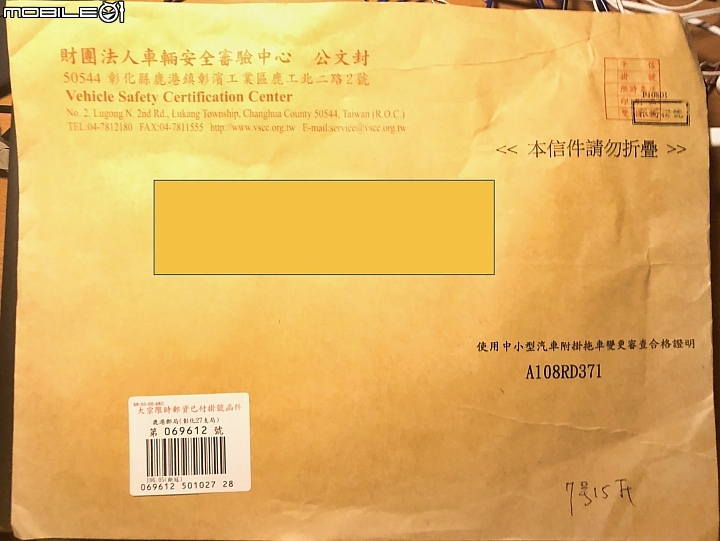 MOBILE01
財團法人車輛安全審驗中心 公文封
50544 彰化縣鹿港鎮彰濱工業區鹿工北二路2號
Vehicle Safety Certification Center
No. 2, Lugong N. 2nd Rd., Lukang Township, Changhua County 50544, Taiwan (R.O.C.)
TEL:04-7812180 FAX:04-7811555 http://www.vscc.org.tw E-mail:service@vscc.org.tw
<< 本信件請勿折疊 >>
使用中小型汽車附掛拖車變更審查合格證明
A108RD371
大宗限時郵資已付掛號函件
鹿港郵局(彰化27支局)
第 069612 號
069612 501027 28
7号15升